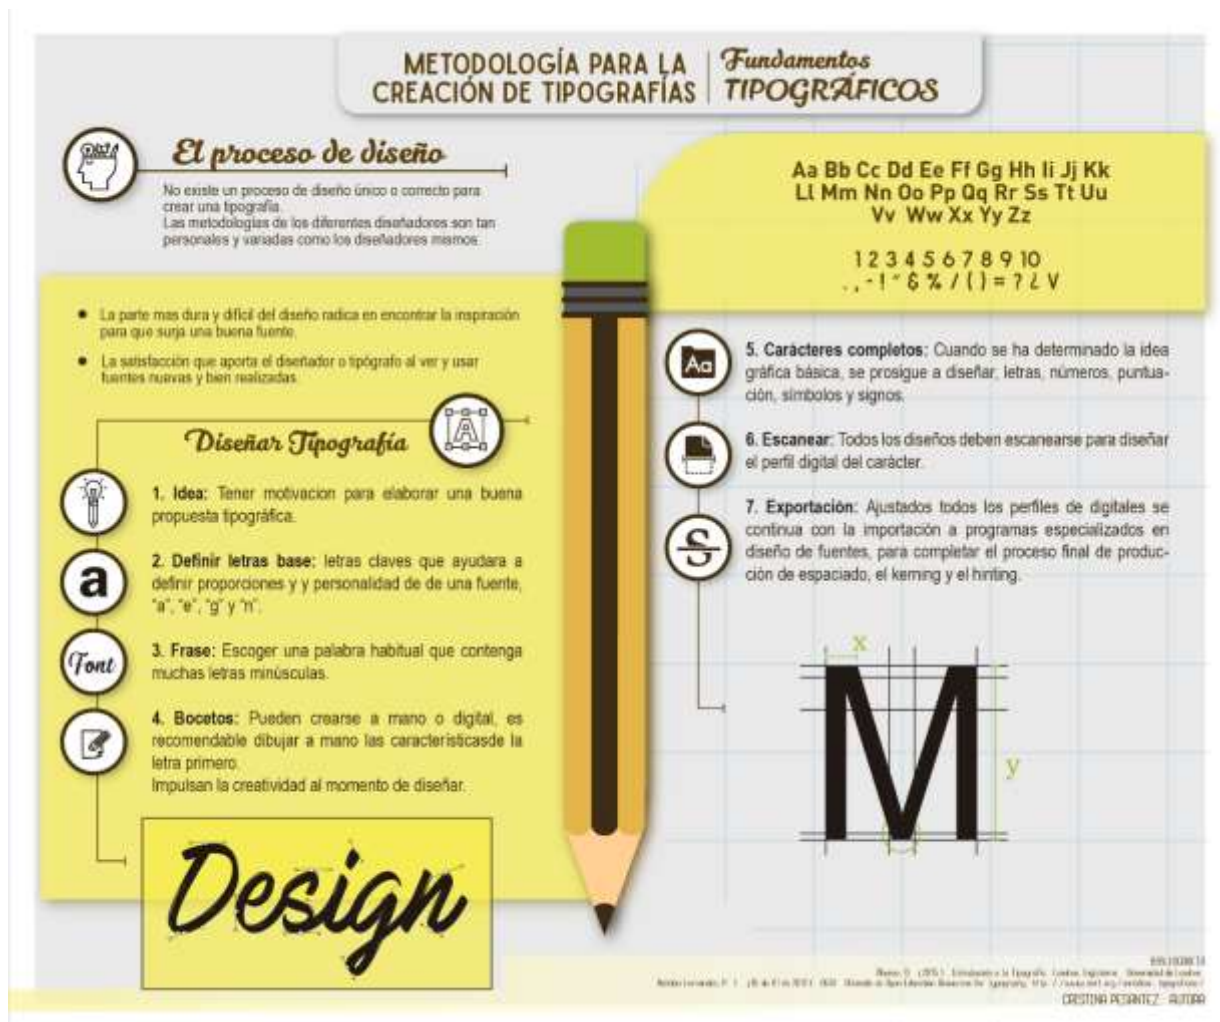 METODOLOGÍA PARA LA
CREACIÓN DE TIPOGRAFÍAS
Fundamentos
TIPOGRÁFICOS
El proceso de diseño
No existe un proceso de diseño único o correcto para
crear una tipografía.
Las metodologías de los diferentes diseñadores son tan
personales y variadas como los diseñadores mismos.
La parte mas dura y difícil del diseño radica en encontrar la inspiración
para que surja una buena fuente.
La satisfacción que aporta el diseñador o tipógrafo al ver y usar
fuentes nuevas y bien realizadas.
Diseñar Tipografía
A
1. Idea: Tener motivacion para elaborar una buena
propuesta tipográfica.
a
2. Definir letras base: letras claves que ayudara a
definir proporciones y y personalidad de de una fuente,
"a", "e", "g" y "n".
Font
3. Frase: Escoger una palabra habitual que contenga
muchas letras minúsculas.
4. Bocetos: Pueden crearse a mano o digital, es
recomendable dibujar a mano las característicasde la
letra primero.
Impulsan la creatividad al momento de diseñar.
Design
Aa Bb Cc Dd Ee Ff Gg Hh Ii Jj Kk
Ll Mm Nn Oo Pp Qq Rr Ss Tt Uu
Vv Ww Xx Yy Zz
1 2 3 4 5 6 7 8 9 10
. , - ! " & % / ( ) = ? ¿ V
Aa
5. Carácteres completos: Cuando se ha determinado la idea
gráfica básica, se prosigue a diseñar, letras, números, puntua-
ción, símbolos y signos.
6. Escanear: Todos los diseños deben escanearse para diseñar
el perfil digital del carácter.
S
7. Exportación: Ajustados todos los perfiles de digitales se
continua con la importación a programas especializados en
diseño de fuentes, para completar el proceso final de produc-
ción de espaciado, el kerning y el hinting.
x
M
y
CRISTINA PESANTEZ - AUTORA